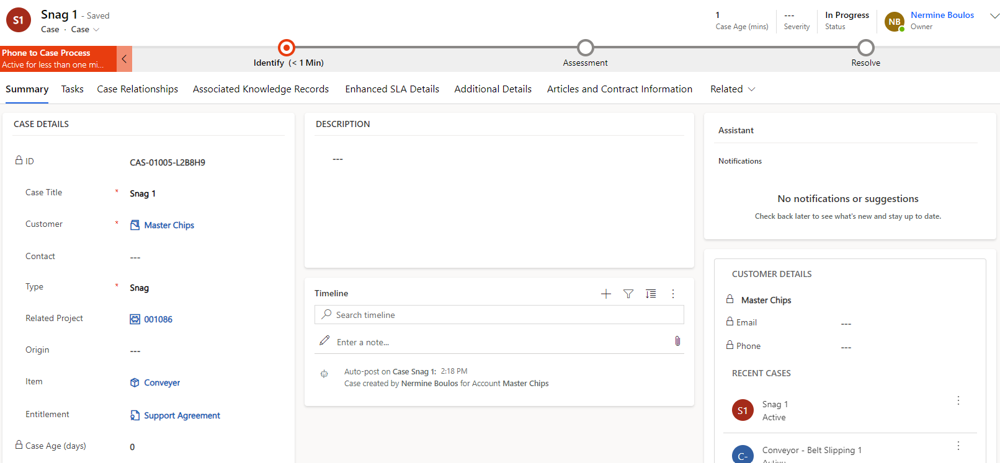 S1
Snag 1 - Saved
Case · Case
1
Case Age (mins)
---
Severity
In Progress
Status
NB
Nermine Boulos
Owner
Phone to Case Process
Active for less than one mi...
Identify (< 1 Min)
Assessment
Resolve
Summary Tasks Case Relationships Associated Knowledge Records Enhanced SLA Details Additional Details Articles and Contract Information Related
CASE DETAILS
ID CAS-01005-L2B8H9
Case Title * Snag 1
Customer * Master Chips
Contact ---
Type * Snag
Related Project 001086
Origin ---
Item Conveyer
Entitlement Support Agreement
Case Age (days) 0
DESCRIPTION
---
Timeline
Search timeline
Enter a note...
Auto-post on Case Snag 1: 2:18 PM
Case created by Nermine Boulos for Account Master Chips
Assistant
Notifications
No notifications or suggestions
Check back later to see what's new and stay up to date.
CUSTOMER DETAILS
Master Chips
Email ---
Phone ---
RECENT CASES
S1
Snag 1
Active
C-
Conveyor - Belt Slipping 1
Active